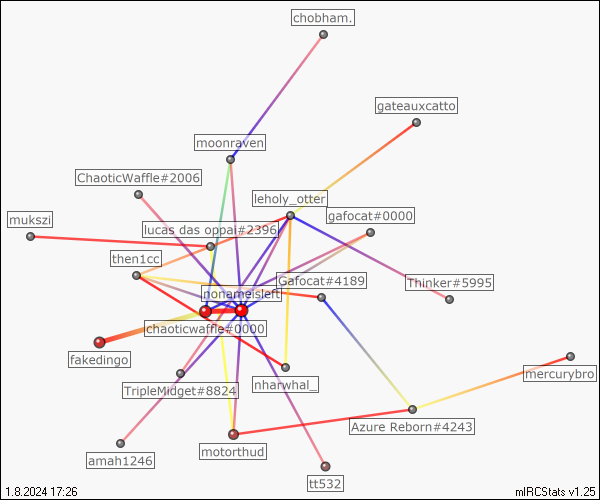 chobham.
gateauxcatto
moonraven
ChaoticWaffle#2006
leholy_otter
gafocat#0000
mukszi
lucas das oppai#2396
then1cc
Gafocat#4189
Thinker#5995
nonameisleft
chaoticwaffle#0000
fakedingo
mercurybro
TripleMidget#8824
nharwhal_
Azure Reborn#4243
motorthud
amah1246
tt532
1.8.2024 17:26
mIRCStats v1.25